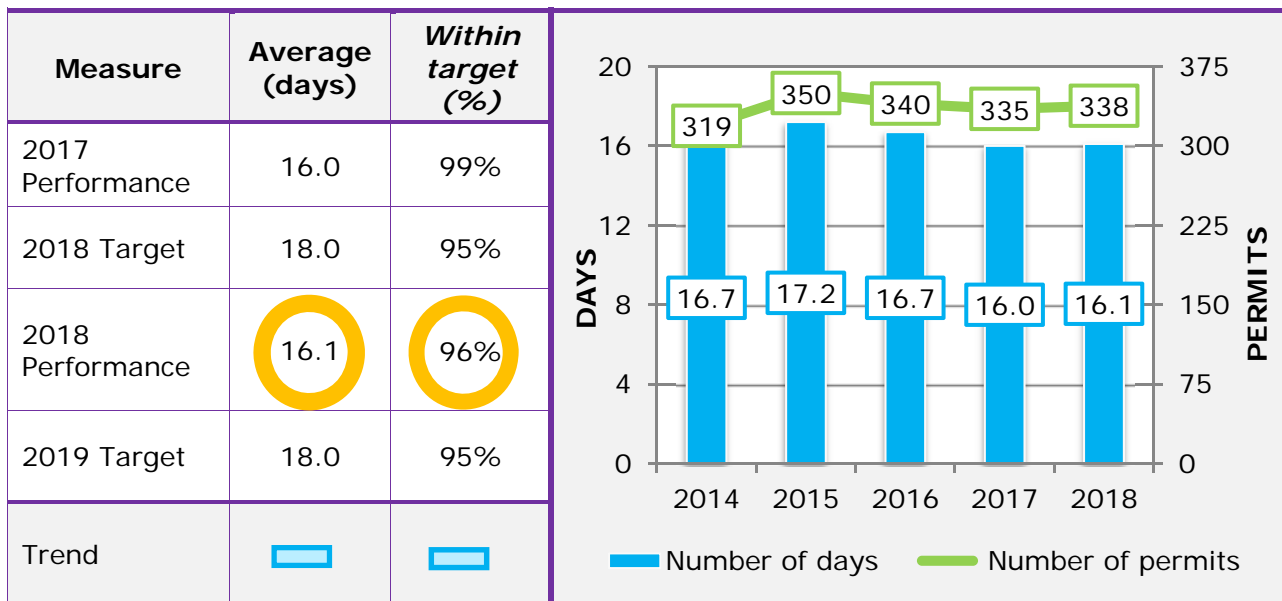 Measure
Average
(days)
Within
target
(%)
2017
Performance
16.0
99%
2018 Target
18.0
95%
2018
Performance
16.1
96%
2019 Target
18.0
95%
Trend
20
16
12
8
4
0
DAYS
375
300
225
150
75
0
PERMITS
319
350
340
335
338
16.7
17.2
16.7
16.0
16.1
2014
2015
2016
2017
2018
Number of days
Number of permits